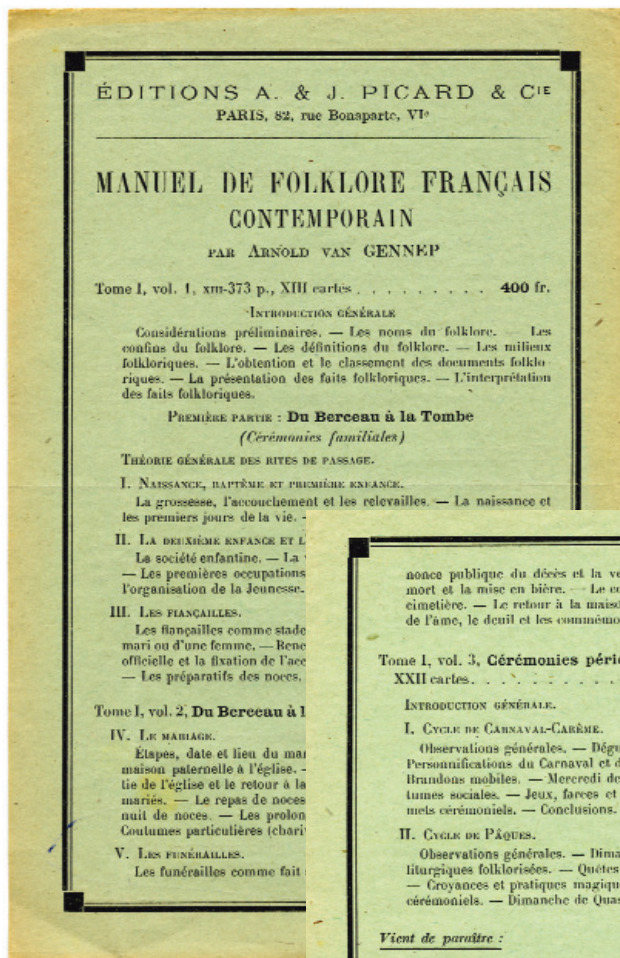 ÉDITIONS A. & J. PICARD & Cie
PARIS, 82, rue Bonaparte, VIe
MANUEL DE FOLKLORE FRANÇAIS
CONTEMPORAIN
PAR ARNOLD VAN GENNEP
Tome I, vol. 1, XIII-373 p., XIII cartes . . . . . . . . . 400 fr.
INTRODUCTION GÉNÉRALE
Considérations préliminaires. — Les noms du folklore. Les
confins du folklore. — Les définitions du folklore. — Les milieux
folkloriques. — L'obtention et le classement des documents folklo
riques. — La présentation des faits folkloriques. — L'interprétation
des faits folkloriques.
PREMIÈRE PARTIE : Du Berceau à la Tombe
(Cérémonies familiales)
THÉORIE GÉNÉRALE DES RITES DE PASSAGE.
I. NAISSANCE, BAPTÊME ET PREMIÈRE ENFANCE.
La grossesse, l'accouchement et les relevailles. — La naissance et
les premiers jours de la vie. -
II. LA DEUXIÈME ENFANCE ET L
La société enfantine. — La
— Les premières occupations
l'organisation de la Jeunesse.
III. LES FIANÇAILLES.
Les fiançailles comme stade
mari ou d'une femme. — Renc
officielle et la fixation de l'acc
— Les préparatifs des noces.
Tome I, vol. 2, Du Berceau à l
IV. LE MARIAGE.
Étapes, date et lieu du mar
maison paternelle à l'église. -
tie de l'église et le retour à la
mariés. — Le repas de noces
nuit de noces. — Les prolon
Coutumes particulières (chari
V. LES FUNÉRAILLES.
Les funérailles comme fait
nonce publique du décès et la ve
mort et la mise en bière. — Le co
cimetière. — Le retour à la maiso
de l'âme, le deuil et les commémo
Tome I, vol. 3, Cérémonies pério
XXII cartes. . . . . . . .
INTRODUCTION GÉNÉRALE.
I. CYCLE DE CARNAVAL-CARÊME.
Observations générales. — Dégu
Personnifications du Carnaval et d
Brandons mobiles. — Mercredi de
tumes sociales. — Jeux, farces et
mets cérémoniels. — Conclusions.
II. CYCLE DE PÂQUES.
Observations générales. — Dima
liturgiques folklorisées. — Quêtes
— Croyances et pratiques magiqu
cérémoniels. — Dimanche de Quas
Vient de paraître :